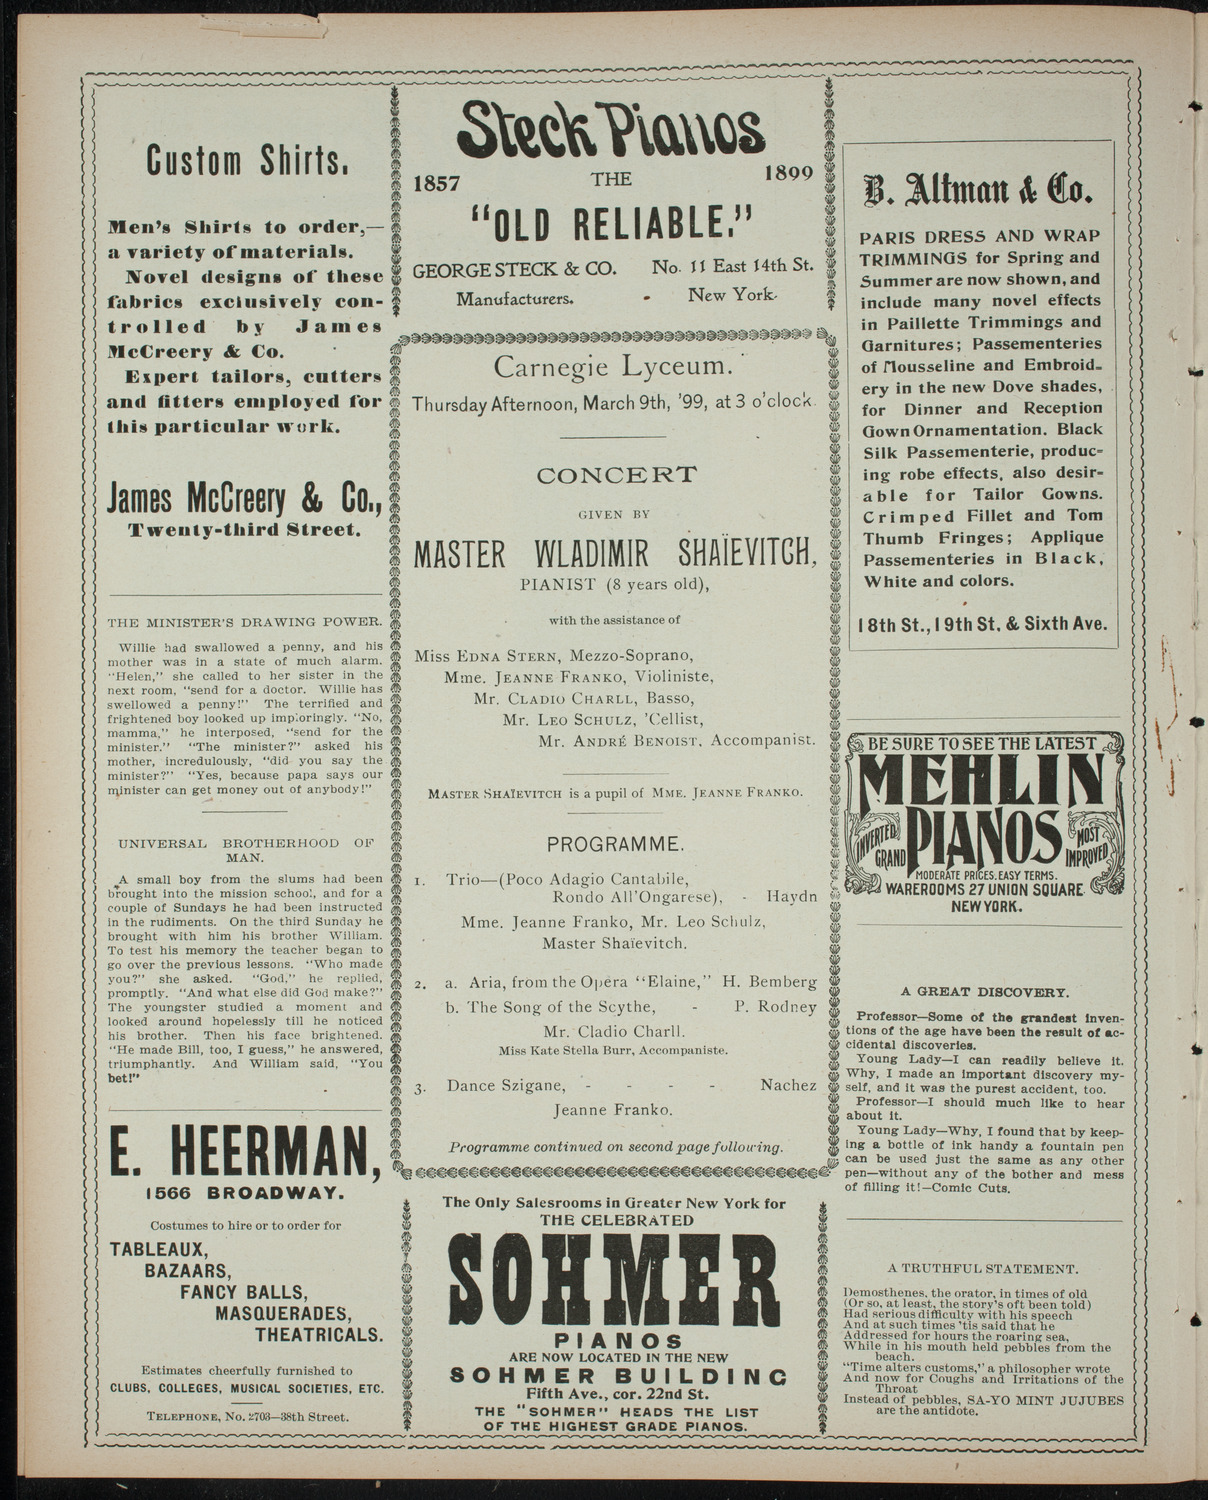 Custom Shirts.
Men's Shirts to order,—
a variety of materials.
Novel designs of these
fabrics exclusively con-
trolled by James
McCreery & Co.
Expert tailors, cutters
and fitters employed for
this particular work.
James McCreery & Co.,
Twenty-third Street.
THE MINISTER'S DRAWING POWER.
Willie had swallowed a penny, and his
mother was in a state of much alarm.
"Helen," she called to her sister in the
next room, "send for a doctor. Willie has
swellowed a penny!" The terrified and
frightened boy looked up imploringly. "No,
mamma," he interposed, "send for the
minister." "The minister?" asked his
mother, incredulously, "did you say the
minister?" "Yes, because papa says our
minister can get money out of anybody!"
UNIVERSAL BROTHERHOOD OF
MAN.
A small boy from the slums had been
brought into the mission school, and for a
couple of Sundays he had been instructed
in the rudiments. On the third Sunday he
brought with him his brother William.
To test his memory the teacher began to
go over the previous lessons. "Who made
you?" she asked. "God," he replied,
promptly. "And what else did God make?"
The youngster studied a moment and
looked around hopelessly till he noticed
his brother. Then his face brightened.
"He made Bill, too, I guess," he answered,
triumphantly. And William said, "You
bet!"
E. HEERMAN,
1566 BROADWAY.
Costumes to hire or to order for
TABLEAUX,
BAZAARS,
FANCY BALLS,
MASQUERADES,
THEATRICALS.
Estimates cheerfully furnished to
CLUBS, COLLEGES, MUSICAL SOCIETIES, ETC.
TELEPHONE, No. 2703—38th Street.
Steck Pianos
1857 THE 1899
"OLD RELIABLE."
GEORGE STECK & CO. No. 11 East 14th St.
Manufacturers. New York.
Carnegie Lyceum.
Thursday Afternoon, March 9th, '99, at 3 o'clock.
CONCERT
GIVEN BY
MASTER WLADIMIR SHAÏEVITCH,
PIANIST (8 years old),
with the assistance of
Miss EDNA STERN, Mezzo-Soprano,
Mme. JEANNE FRANKO, Violiniste,
Mr. CLADIO CHARLL, Basso,
Mr. LEO SCHULZ, 'Cellist,
Mr. ANDRÉ BENOIST, Accompanist.
MASTER SHAÏEVITCH is a pupil of MME. JEANNE FRANKO.
PROGRAMME.
1. Trio—(Poco Adagio Cantabile,
Rondo All'Ongarese), - Haydn
Mme. Jeanne Franko, Mr. Leo Schulz,
Master Shaïevitch.
2. a. Aria, from the Opera "Elaine," H. Bemberg
b. The Song of the Scythe, - P. Rodney
Mr. Cladio Charll.
Miss Kate Stella Burr, Accompaniste.
3. Dance Szigane, - - - - Nachez
Jeanne Franko.
Programme continued on second page following.
The Only Salesrooms in Greater New York for
THE CELEBRATED
SOHMER
PIANOS
ARE NOW LOCATED IN THE NEW
SOHMER BUILDING
Fifth Ave., cor. 22nd St.
THE "SOHMER" HEADS THE LIST
OF THE HIGHEST GRADE PIANOS.
B. Altman & Co.
PARIS DRESS AND WRAP
TRIMMINGS for Spring and
Summer are now shown, and
include many novel effects
in Paillette Trimmings and
Garnitures; Passementeries
of Mousseline and Embroid-
ery in the new Dove shades,
for Dinner and Reception
Gown Ornamentation. Black
Silk Passementerie, produc-
ing robe effects, also desir-
able for Tailor Gowns.
Crimped Fillet and Tom
Thumb Fringes; Applique
Passementeries in Black,
White and colors.
18th St., 19th St. & Sixth Ave.
BE SURE TO SEE THE LATEST
MEHLIN
INVERTED GRAND PIANOS MOST IMPROVED
MODERATE PRICES. EASY TERMS.
WAREROOMS 27 UNION SQUARE
NEW YORK.
A GREAT DISCOVERY.
Professor—Some of the grandest inven-
tions of the age have been the result of ac-
cidental discoveries.
Young Lady—I can readily believe it.
Why, I made an important discovery my-
self, and it was the purest accident, too.
Professor—I should much like to hear
about it.
Young Lady—Why, I found that by keep-
ing a bottle of ink handy a fountain pen
can be used just the same as any other
pen—without any of the bother and mess
of filling it!—Comic Cuts.
A TRUTHFUL STATEMENT.
Demosthenes, the orator, in times of old
(Or so, at least, the story's oft been told)
Had serious difficulty with his speech
And at such times 'tis said that he
Addressed for hours the roaring sea,
While in his mouth held pebbles from the
beach.
"Time alters customs," a philosopher wrote
And now for Coughs and Irritations of the
Throat
Instead of pebbles, SA-YO MINT JUJUBES
are the antidote.